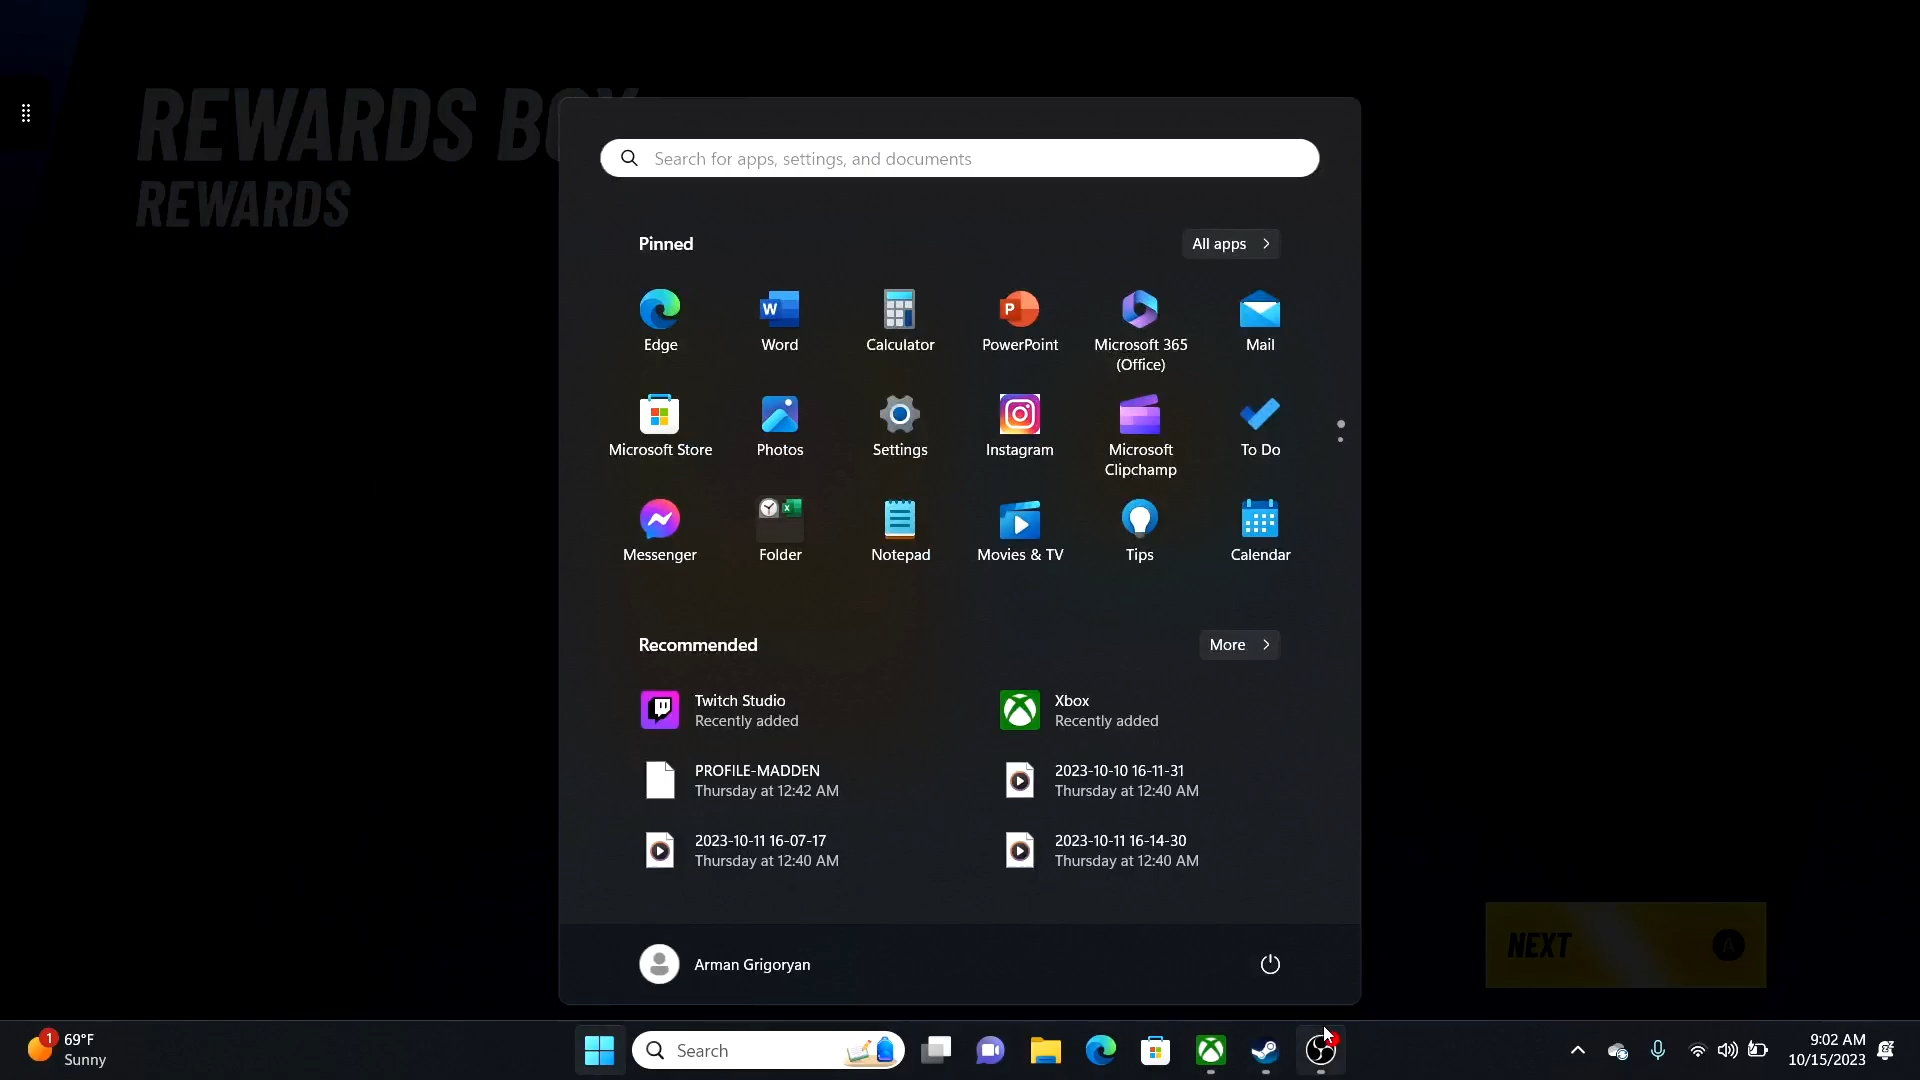 REWARDS BOX
REWARDS
Search for apps, settings, and documents
Pinned
All apps
Edge
Word
Calculator
PowerPoint
Microsoft 365
(Office)
Mail
Microsoft Store
Photos
Settings
Instagram
Microsoft
Clipchamp
To Do
Messenger
Folder
Notepad
Movies & TV
Tips
Calendar
Recommended
More
Twitch Studio
Recently added
Xbox
Recently added
PROFILE-MADDEN
Thursday at 12:42 AM
2023-10-10 16-11-31
Thursday at 12:40 AM
2023-10-11 16-07-17
Thursday at 12:40 AM
2023-10-11 16-14-30
Thursday at 12:40 AM
NEXT A
Arman Grigoryan
1
69°F
Sunny
Search
9:02 AM
10/15/2023